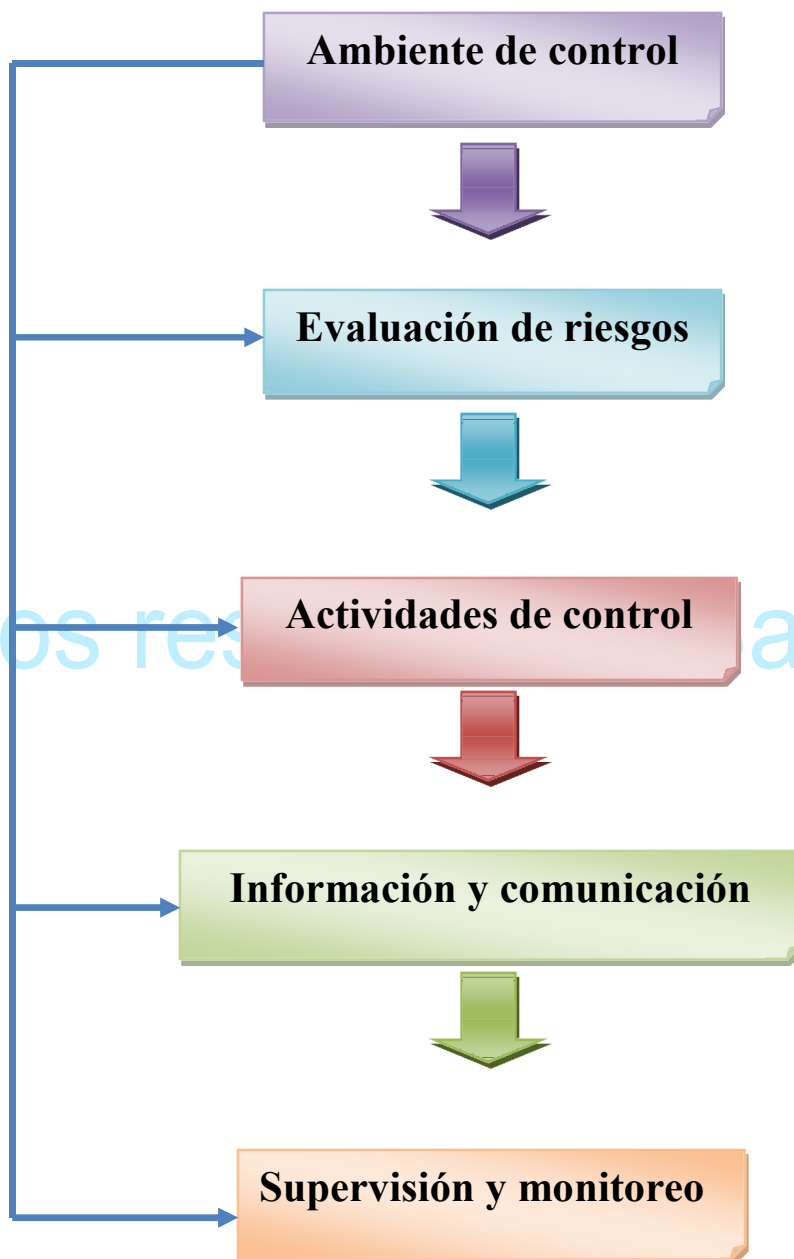 Ambiente de control
Evaluación de riesgos
Actividades de control
Información y comunicación
Supervisión y monitoreo